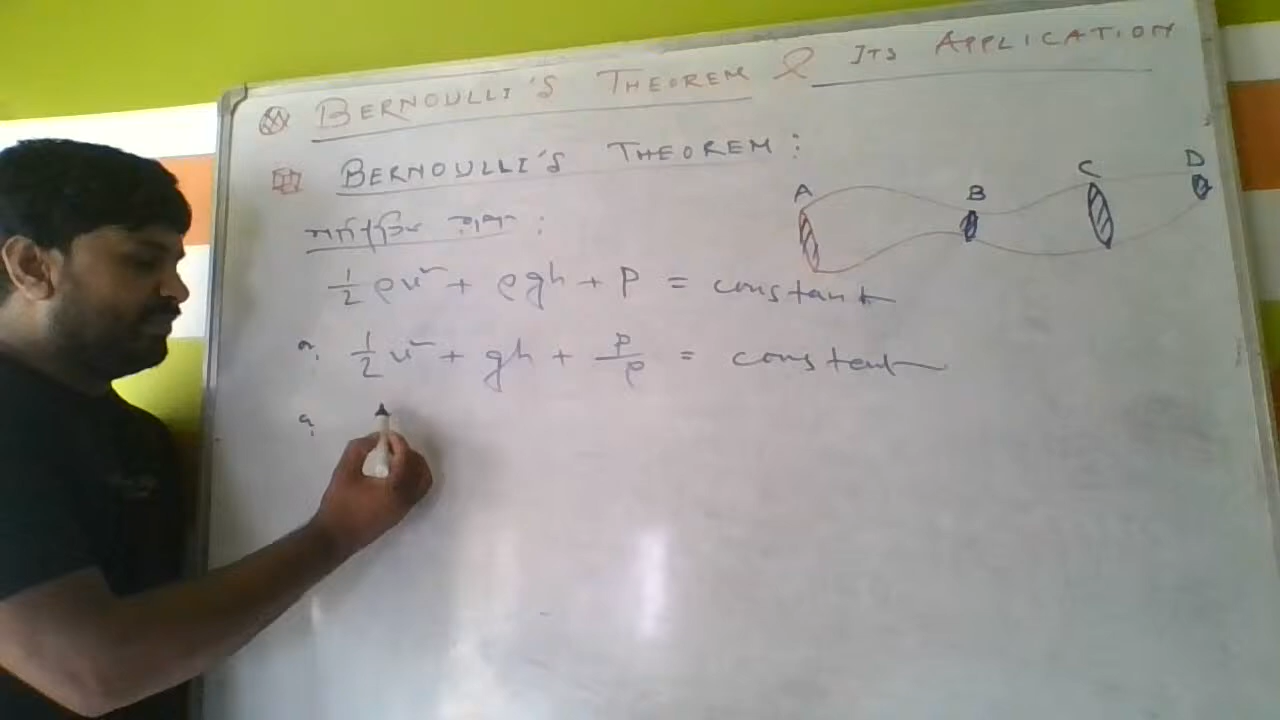 BERNOULLI'S THEOREM & ITS APPLICATION
BERNOULLI'S THEOREM :
A B C D
½ρv² + ρgh + P = constant
½v² + gh + P/ρ = constant